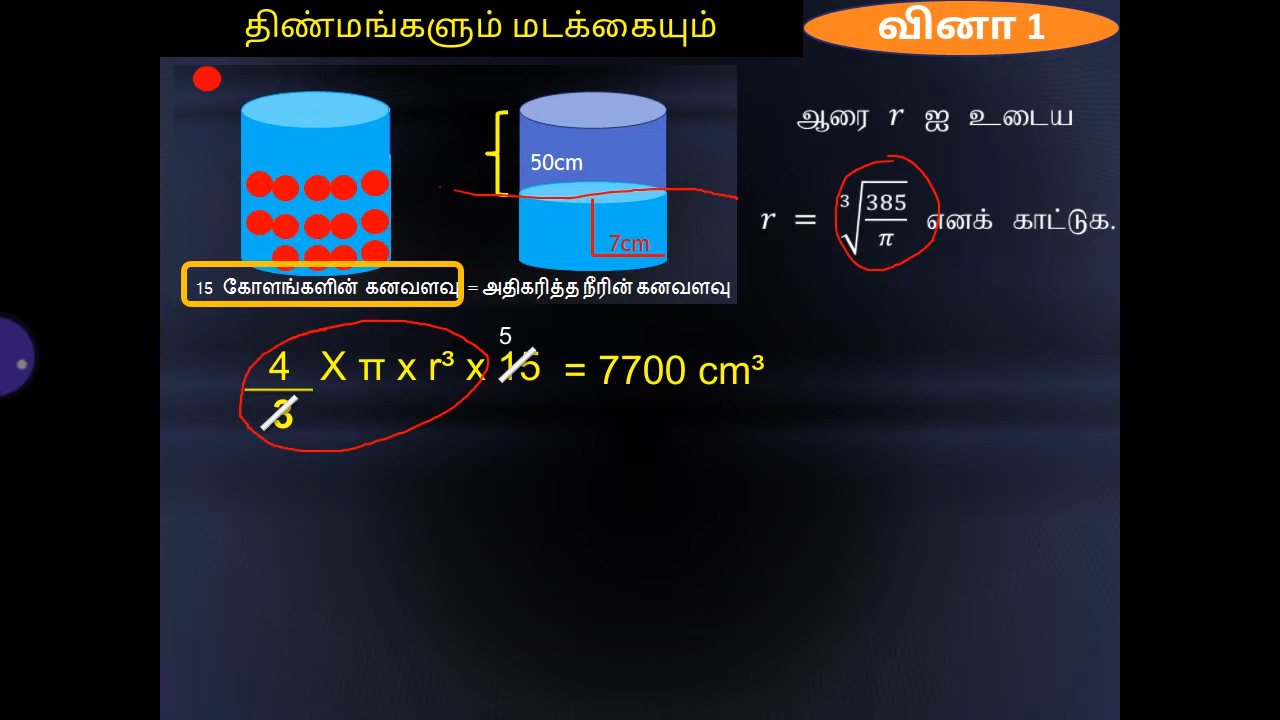 திண்மங்களும் மடக்கையும்
வினா 1
ஆரை r ஐ உடைய
50cm
r = ∛(385/π) எனக் காட்டுக.
7cm
15 கோளங்களின் கனவளவு = அதிகரித்த நீரின் கனவளவு
5
4/3 X π x r³ x 15 = 7700 cm³